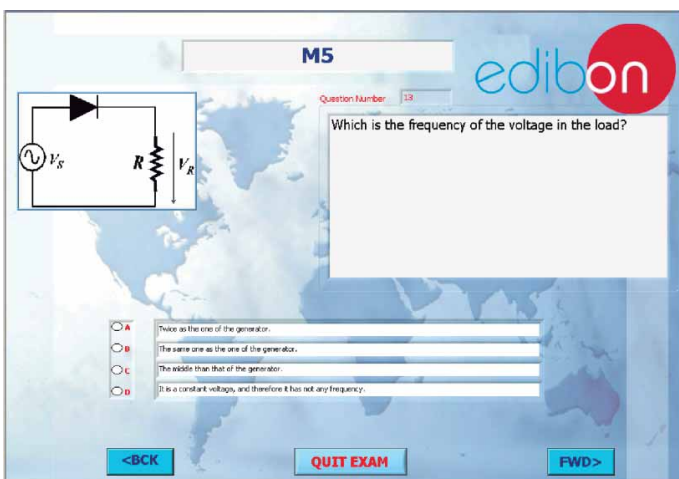 M5
edibon
Question Number 13
Which is the frequency of the voltage in the load?
VS
R
VR
A Twice as the one of the generator.
B The same one as the one of the generator.
C The middle than that of the generator.
D It is a constant voltage, and therefore it has not any frequency.
<BCK
QUIT EXAM
FWD>